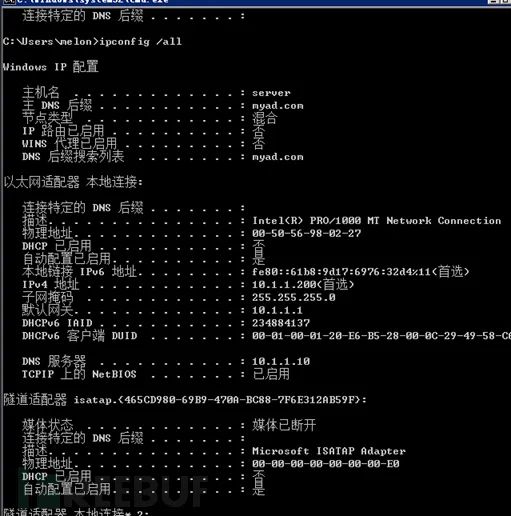 C:\Windows\system32\cmd.exe
连接特定的 DNS 后缀 . . . . . . . :
C:\Users\melon>ipconfig /all
Windows IP 配置
主机名 . . . . . . . . . . . . . : server
主 DNS 后缀 . . . . . . . . . . . : myad.com
节点类型 . . . . . . . . . . . . : 混合
IP 路由已启用 . . . . . . . . . . : 否
WINS 代理已启用 . . . . . . . . . : 否
DNS 后缀搜索列表 . . . . . . . . : myad.com
以太网适配器 本地连接:
连接特定的 DNS 后缀 . . . . . . . :
描述. . . . . . . . . . . . . . . : Intel(R) PRO/1000 MT Network Connection
物理地址. . . . . . . . . . . . . : 00-50-56-98-02-27
DHCP 已启用 . . . . . . . . . . . : 否
自动配置已启用. . . . . . . . . . : 是
本地链接 IPv6 地址. . . . . . . . : fe80::61b8:9d17:6976:32d4%11(首选)
IPv4 地址 . . . . . . . . . . . . : 10.1.1.200(首选)
子网掩码 . . . . . . . . . . . . : 255.255.255.0
默认网关. . . . . . . . . . . . . : 10.1.1.1
DHCPv6 IAID . . . . . . . . . . . : 234884137
DHCPv6 客户端 DUID . . . . . . . : 00-01-00-01-20-E6-B5-28-00-0C-29-49-58-CA
DNS 服务器 . . . . . . . . . . . : 10.1.1.10
TCPIP 上的 NetBIOS . . . . . . . : 已启用
隧道适配器 isatap.{465CD980-69B9-470A-BC88-7F6E312AB59F}:
媒体状态 . . . . . . . . . . . . : 媒体已断开
连接特定的 DNS 后缀 . . . . . . . :
描述. . . . . . . . . . . . . . . : Microsoft ISATAP Adapter
物理地址. . . . . . . . . . . . . : 00-00-00-00-00-00-00-E0
DHCP 已启用 . . . . . . . . . . . : 否
自动配置已启用. . . . . . . . . . : 是
隧道适配器 本地连接* 2: